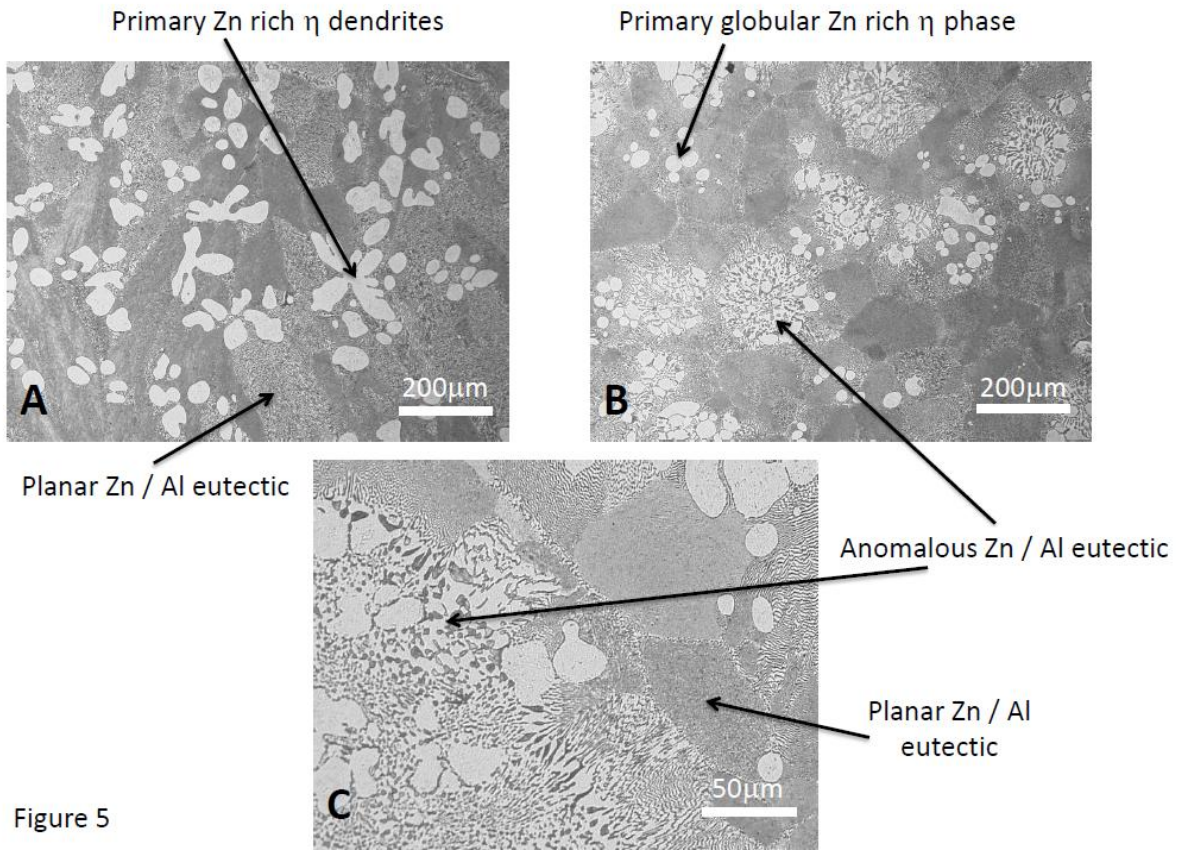 Primary Zn rich η dendrites
Primary globular Zn rich η phase
A
200μm
B
200μm
Planar Zn / Al eutectic
Anomalous Zn / Al eutectic
Planar Zn / Al
eutectic
C
50μm
Figure 5